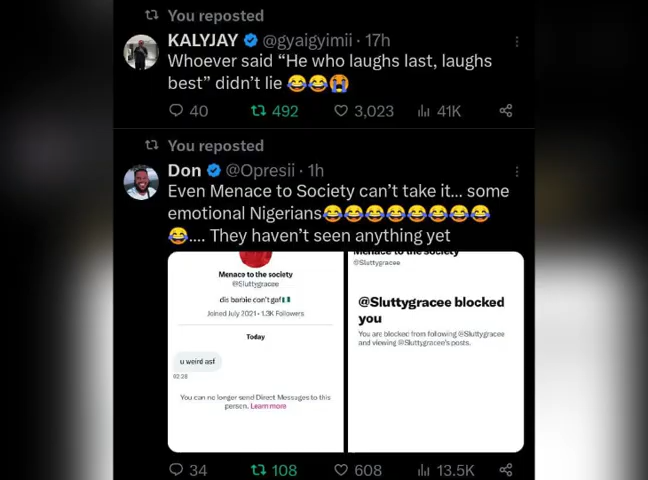 You reposted
KALYJAY @gyaigyimii · 17h
Whoever said “He who laughs last, laughs
best” didn’t lie 😂😂😭
40 492 3,023 41K
You reposted
Don @Opresii · 1h
Even Menace to Society can’t take it... some
emotional Nigerians😂😂😂😂😂😂😂😂
😂.... They haven’t seen anything yet
Menace to the society
@Sluttygracee
dis barbie can't gaf🇳🇬
Joined July 2021 · 1.3K Followers
Today
u weird asf
02:28
You can no longer send Direct Messages to this
person. Learn more
Menace to the society
@Sluttygracee
@Sluttygracee blocked
you
You are blocked from following @Sluttygracee
and viewing @Sluttygracee's posts.
34 108 608 13.5K